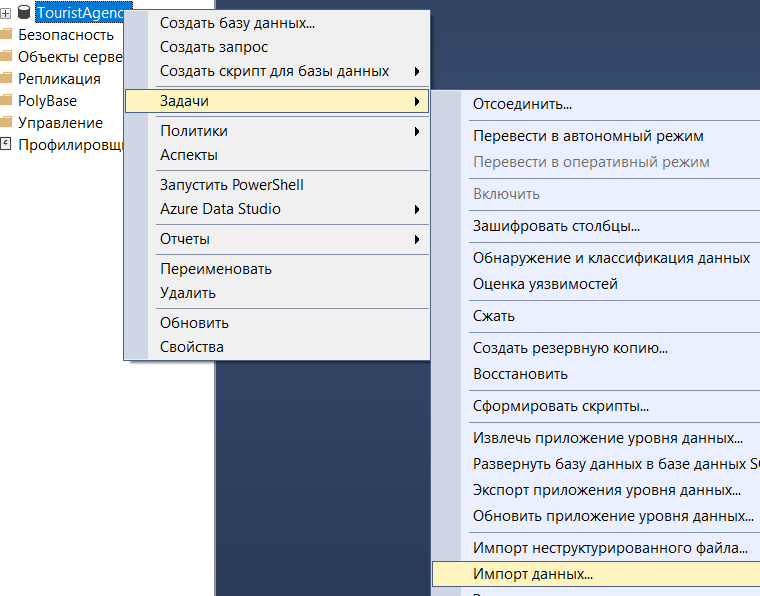 TouristAgenc
Безопасность
Объекты серве
Репликация
PolyBase
Управление
Профилировщ
Создать базу данных...
Создать запрос
Создать скрипт для базы данных
Задачи
Политики
Аспекты
Запустить PowerShell
Azure Data Studio
Отчеты
Переименовать
Удалить
Обновить
Свойства
Отсоединить...
Перевести в автономный режим
Перевести в оперативный режим
Включить
Зашифровать столбцы...
Обнаружение и классификация данных
Оценка уязвимостей
Сжать
Создать резервную копию...
Восстановить
Сформировать скрипты...
Извлечь приложение уровня данных...
Развернуть базу данных в базе данных SQ
Экспорт приложения уровня данных...
Обновить приложение уровня данных...
Импорт неструктурированного файла...
Импорт данных...